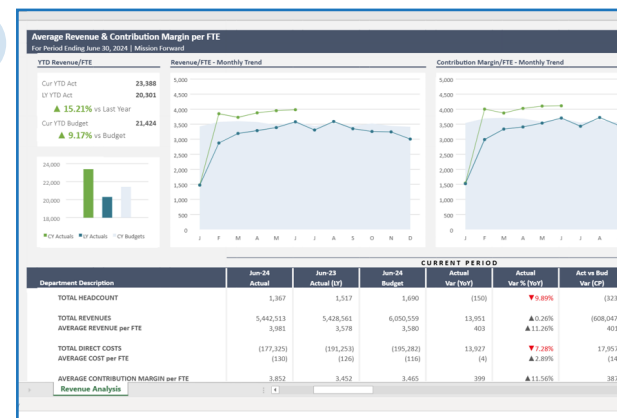 Average Revenue & Contribution Margin per FTE
For Period Ending June 30, 2024 | Mission Forward
YTD Revenue/FTE
Cur YTD Act 23,388
LY YTD Act 20,301
▲ 15.21% vs Last Year
Cur YTD Budget 21,424
▲ 9.17% vs Budget
24,000
22,000
20,000
18,000
CY Actuals LY Actuals CY Budgets
Revenue/FTE - Monthly Trend
5,000
4,500
4,000
3,500
3,000
2,500
2,000
1,500
1,000
500
0
J F M A M J J A S O N D
Contribution Margin/FTE - Monthly Trend
5,000
4,500
4,000
3,500
3,000
2,500
2,000
1,500
1,000
500
0
J F M A M J J A
CURRENT PERIOD
Jun-24 Jun-23 Jun-24 Actual Actual Act vs Bud
Department Description Actual Actual (LY) Budget Var (YoY) Var % (YoY) Var (CP)
TOTAL HEADCOUNT 1,367 1,517 1,690 (150) ▼9.89% (323
TOTAL REVENUES 5,442,513 5,428,561 6,050,559 13,951 ▲0.26% (608,047
AVERAGE REVENUE per FTE 3,981 3,578 3,580 403 ▲11.26% 401
TOTAL DIRECT COSTS (177,325) (191,253) (195,282) 13,927 ▼7.28% 17,957
AVERAGE COST per FTE (130) (126) (116) (4) ▲2.89% (14
AVERAGE CONTRIBUTION MARGIN per FTE 3,852 3,452 3,465 399 ▲11.56% 387
Revenue Analysis